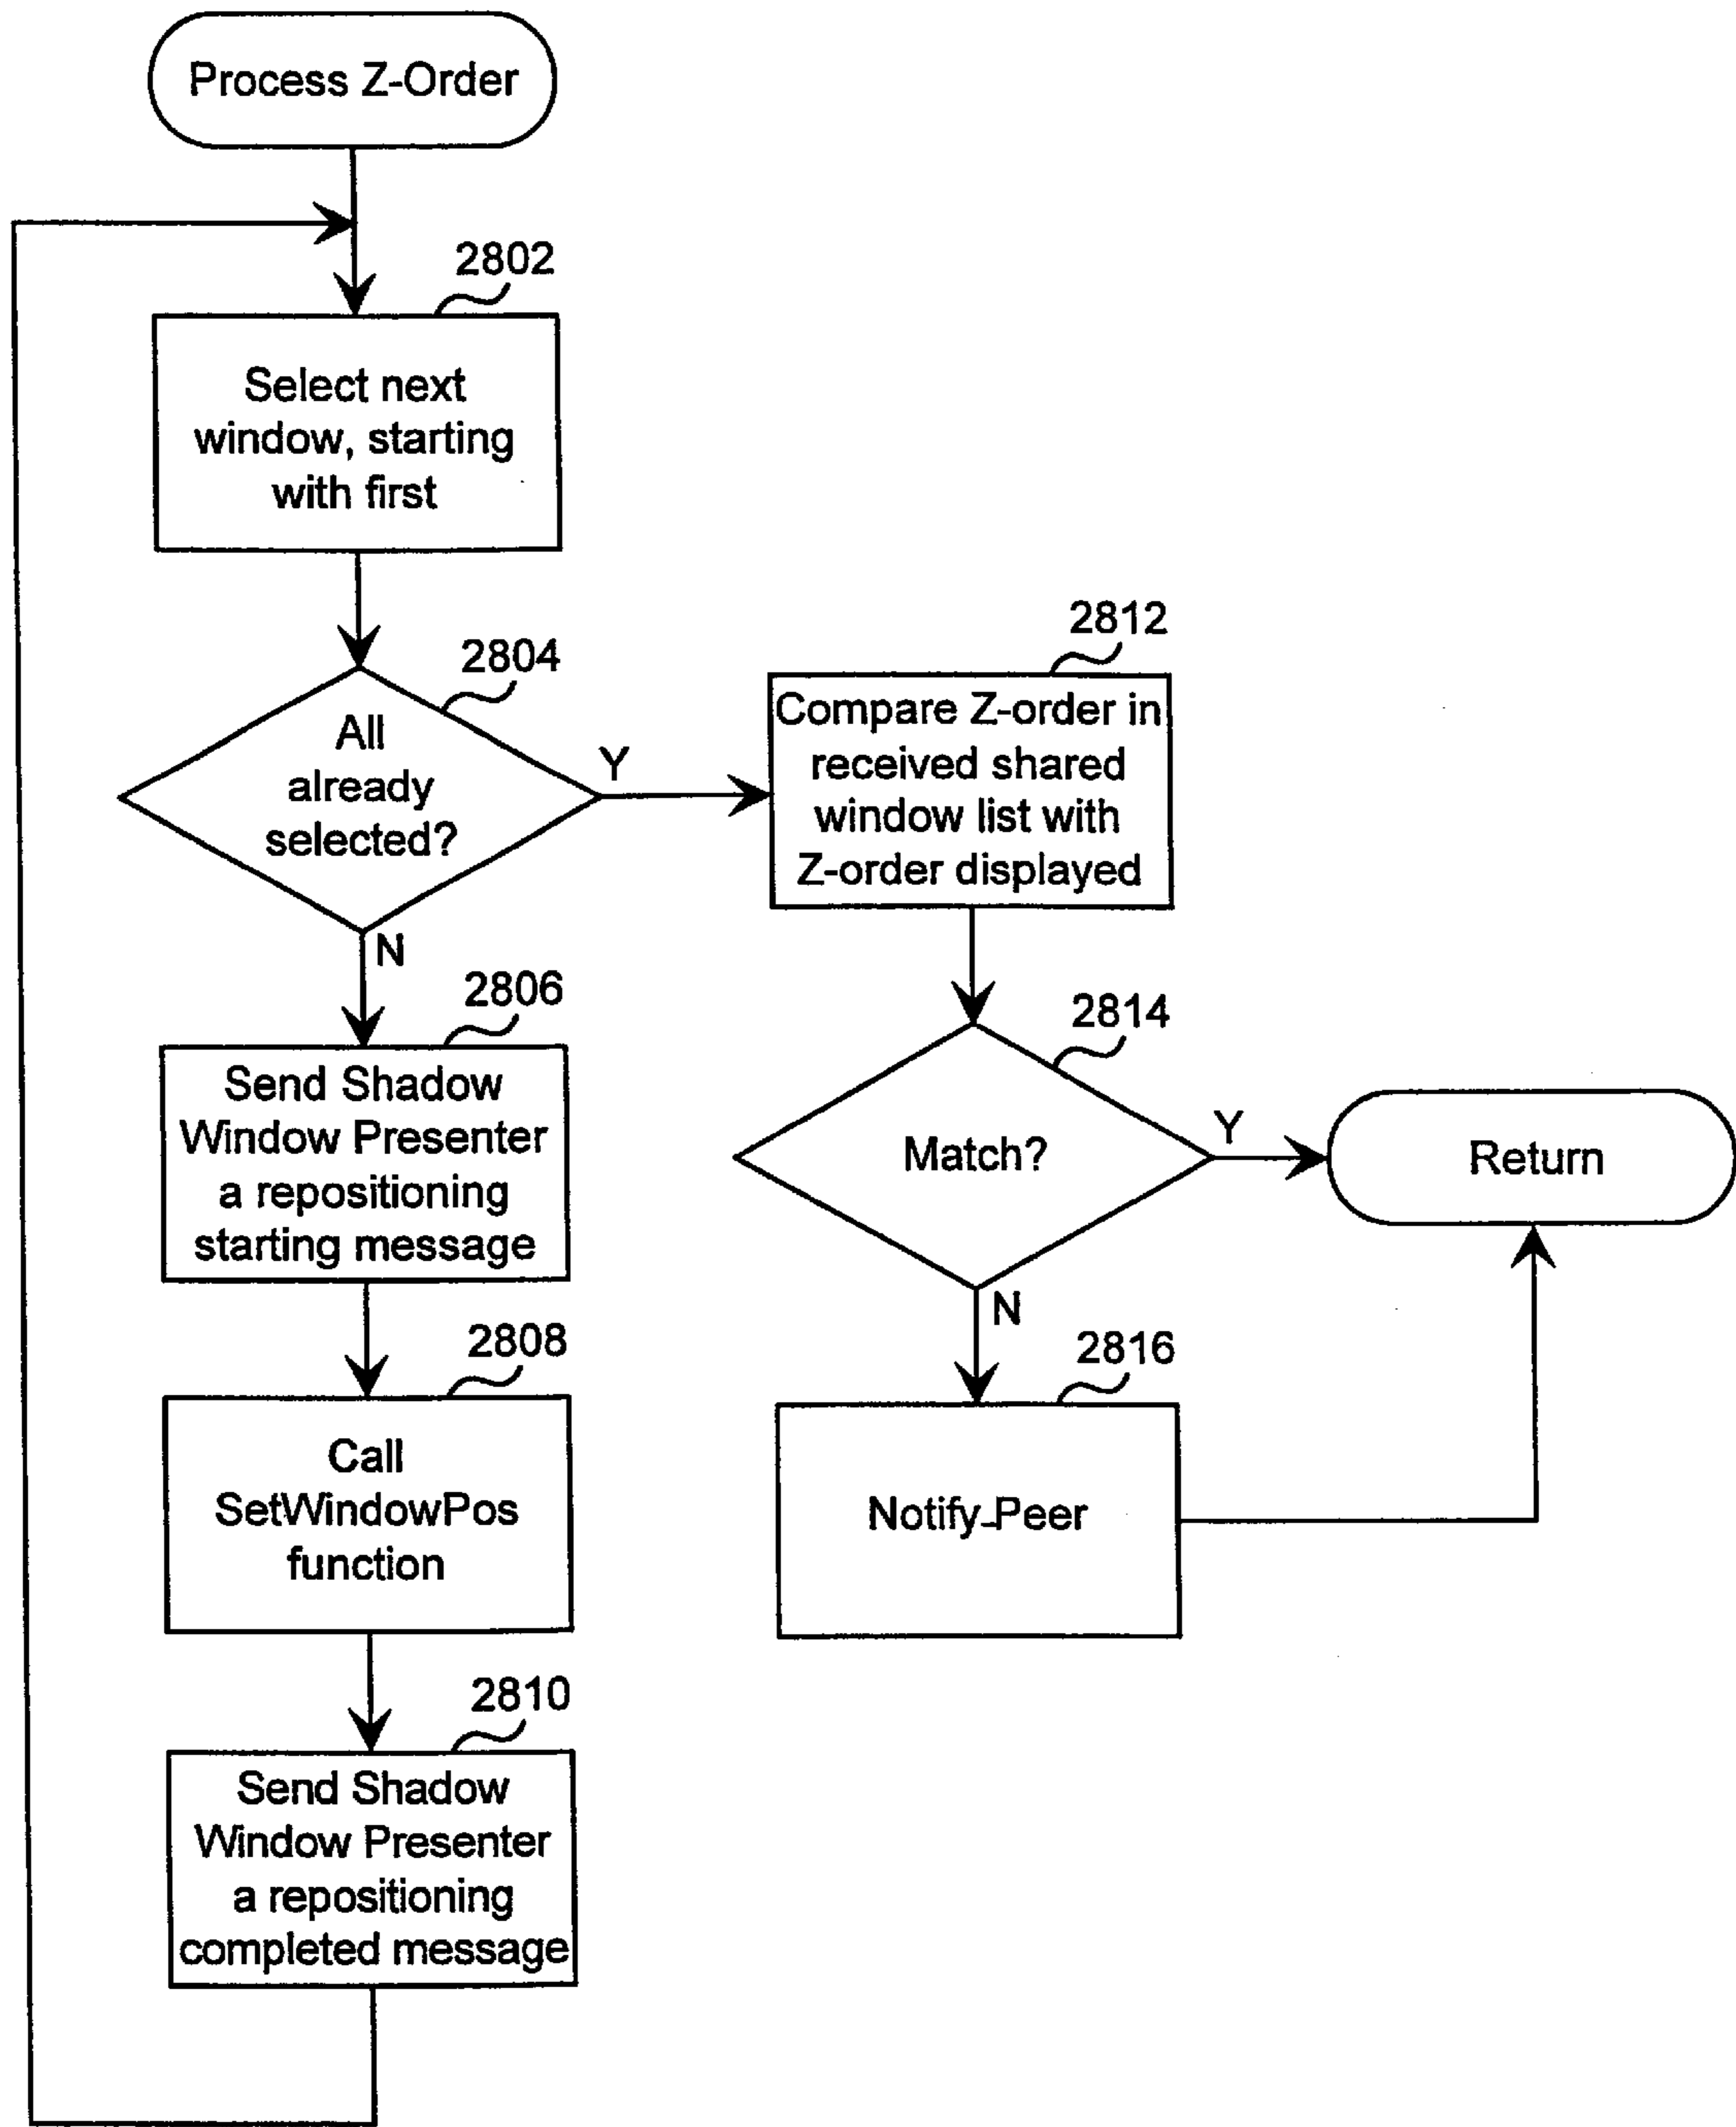 Process Z-Order
2802
Select next
window, starting
with first
2804
All
already
selected?
Y
N
2806
Send Shadow
Window Presenter
a repositioning
starting message
2808
Call
SetWindowPos
function
2810
Send Shadow
Window Presenter
a repositioning
completed message
2812
Compare Z-order in
received shared
window list with
Z-order displayed
2814
Match?
Y
N
Return
2816
Notify-Peer